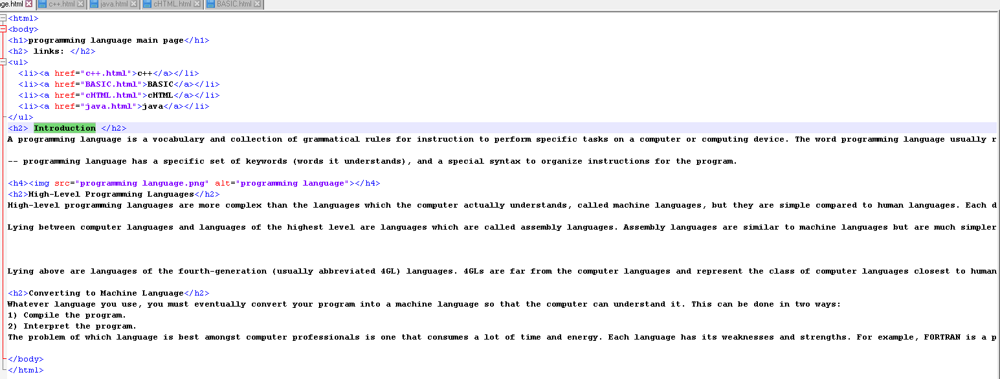 ge.html c++.html java.html cHTML.html BASIC.html
<html>
<body>
<h1>programming language main page</h1>
<h2> links: </h2>
<ul>
<li><a href="c++.html">c++</a></li>
<li><a href="BASIC.html">BASIC</a></li>
<li><a href="cHTML.html">cHTML</a></li>
<li><a href="java.html">java</a></li>
</ul>
<h2> Introduction </h2>
A programming language is a vocabulary and collection of grammatical rules for instruction to perform specific tasks on a computer or computing device. The word programming language usually r
-- programming language has a specific set of keywords (words it understands), and a special syntax to organize instructions for the program.
<h4><img src="programming language.png" alt="programming language"></h4>
<h2>High-Level Programming Languages</h2>
High-level programming languages are more complex than the languages which the computer actually understands, called machine languages, but they are simple compared to human languages. Each d
Lying between computer languages and languages of the highest level are languages which are called assembly languages. Assembly languages are similar to machine languages but are much simpler
Lying above are languages of the fourth-generation (usually abbreviated 4GL) languages. 4GLs are far from the computer languages and represent the class of computer languages closest to human
<h2>Converting to Machine Language</h2>
Whatever language you use, you must eventually convert your program into a machine language so that the computer can understand it. This can be done in two ways:
1) Compile the program.
2) Interpret the program.
The problem of which language is best amongst computer professionals is one that consumes a lot of time and energy. Each language has its weaknesses and strengths. For example, FORTRAN is a p
</body>
</html>